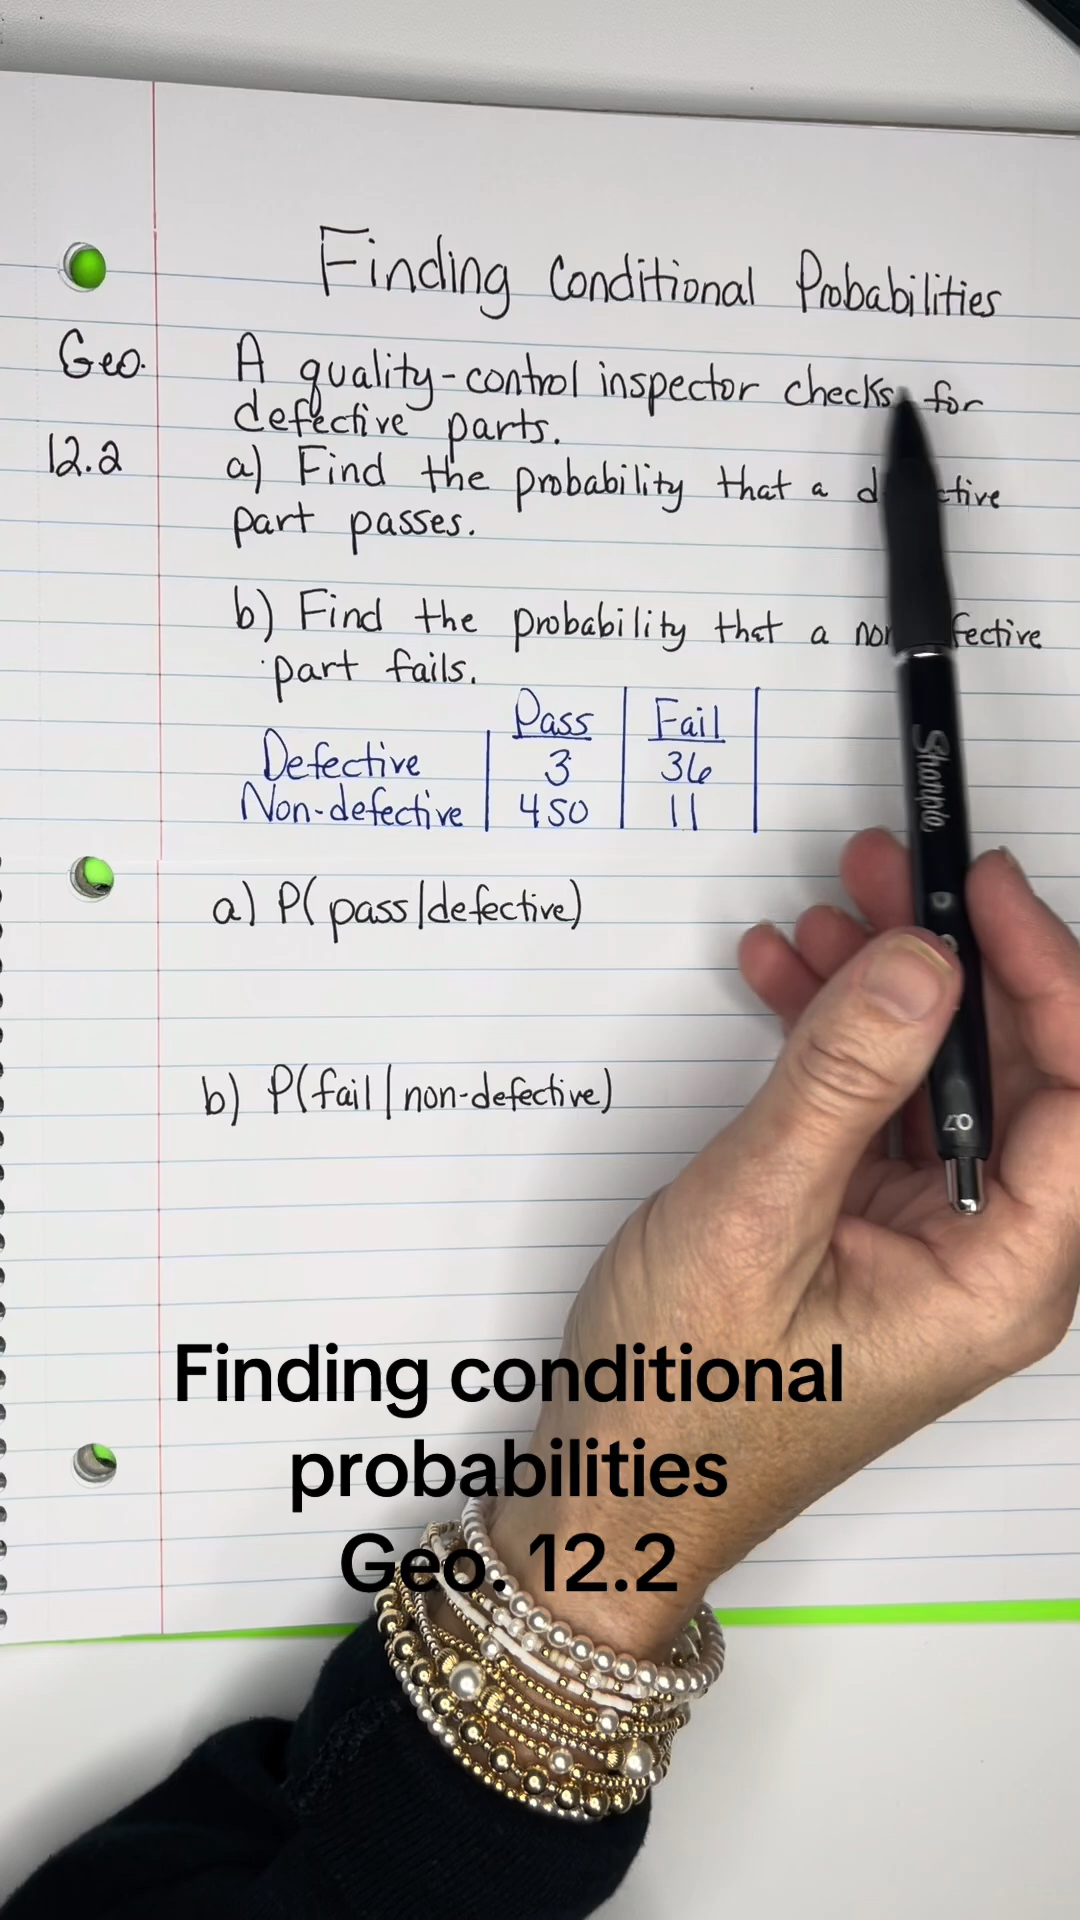 Finding Conditional Probabilities
Geo.
A quality-control inspector checks for
defective parts.
12.2
a) Find the probability that a
part passes.
b) Find the probability that a
part fails.
Pass Fail
Defective 3 36
Non-defective 450 11
a) P(pass|defective)
b) P(fail|non-defective)
Sharpie
0.7
Finding conditional
probabilities
Geo. 12.2